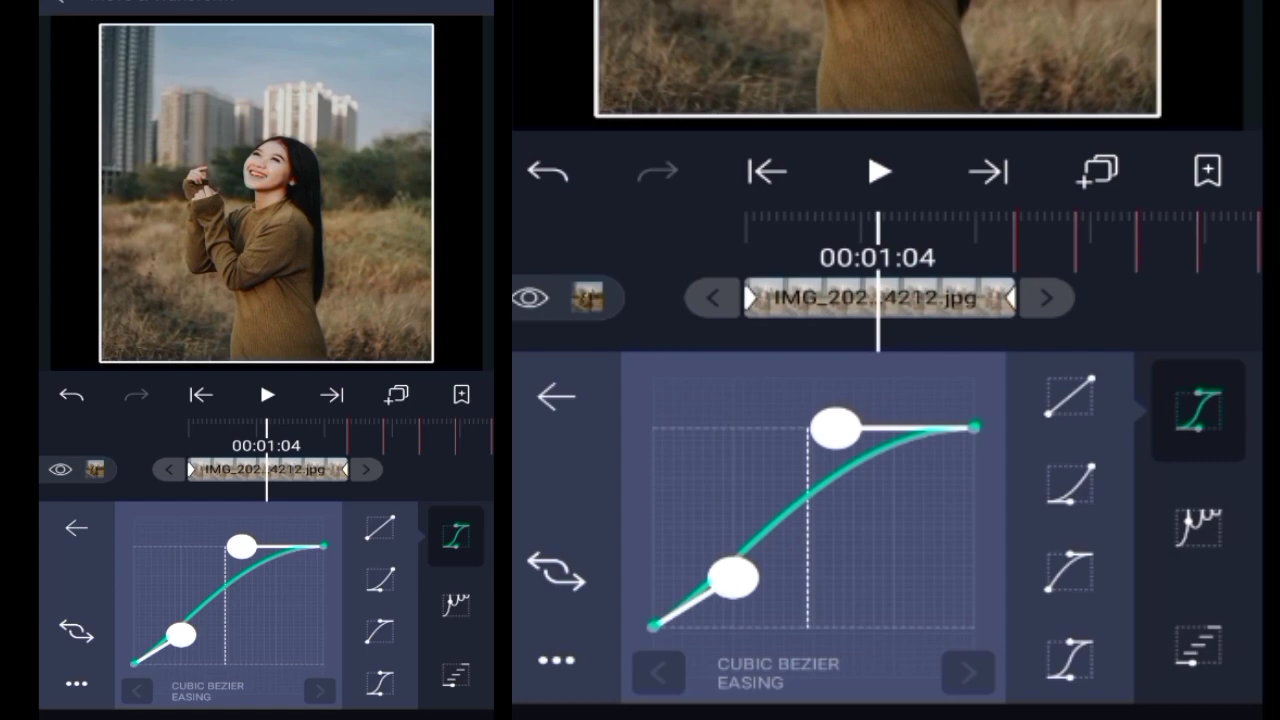 00:01:04
IMG_202...4212.jpg
CUBIC BEZIER
EASING
00:01:04
IMG_202...4212.jpg
CUBIC BEZIER
EASING